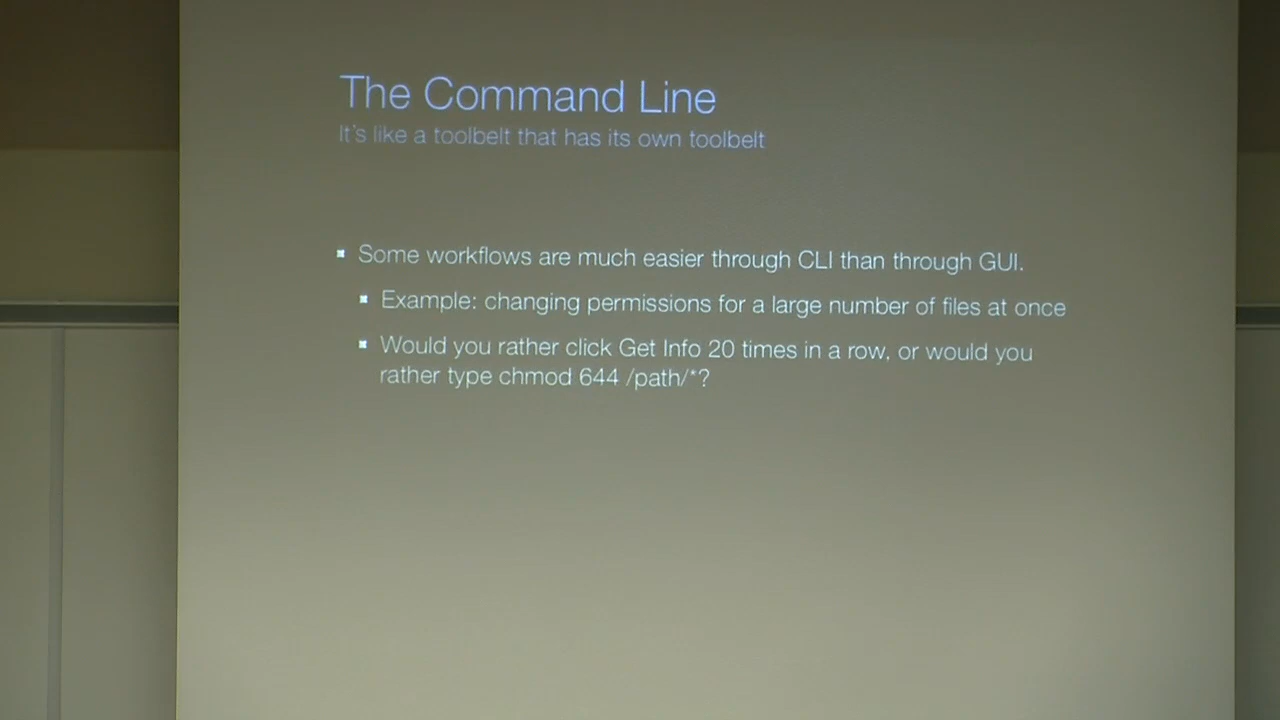 The Command Line
It's like a toolbelt that has its own toolbelt
Some workflows are much easier through CLI than through GUI.
Example: changing permissions for a large number of files at once
Would you rather click Get Info 20 times in a row, or would you
rather type chmod 644 /path/*?